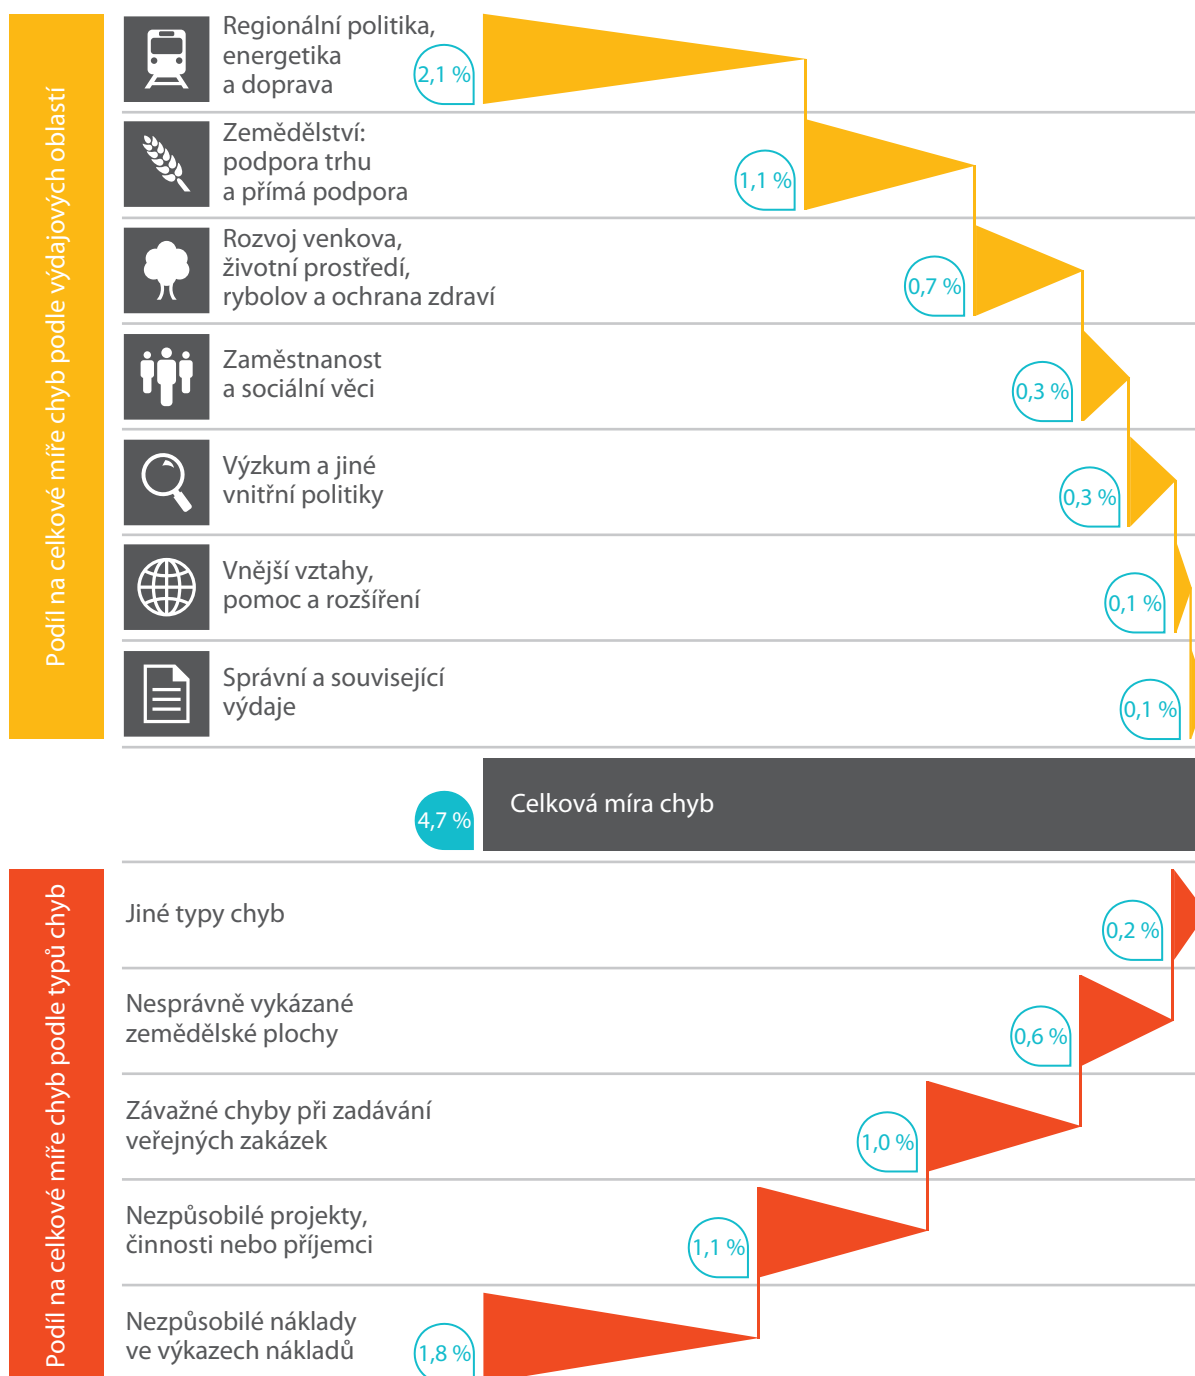 Podíl na celkové míře chyb podle výdajových oblastí
Regionální politika,
energetika
a doprava
2,1 %
Zemědělství:
podpora trhu
a přímá podpora
1,1 %
Rozvoj venkova,
životní prostředí,
rybolov a ochrana zdraví
0,7 %
Zaměstnanost
a sociální věci
0,3 %
Výzkum a jiné
vnitřní politiky
0,3 %
Vnější vztahy,
pomoc a rozšíření
0,1 %
Správní a související
výdaje
0,1 %
4,7 %
Celková míra chyb
Podíl na celkové míře chyb podle typů chyb
Jiné typy chyb
0,2 %
Nesprávně vykázané
zemědělské plochy
0,6 %
Závažné chyby při zadávání
veřejných zakázek
1,0 %
Nezpůsobilé projekty,
činnosti nebo příjemci
1,1 %
Nezpůsobilé náklady
ve výkazech nákladů
1,8 %